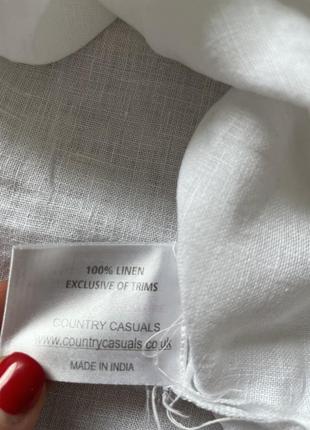 100% LINEN
EXCLUSIVE OF TRIMS
COUNTRY CASUALS
www.countrycasuals.co.uk
MADE IN INDIA